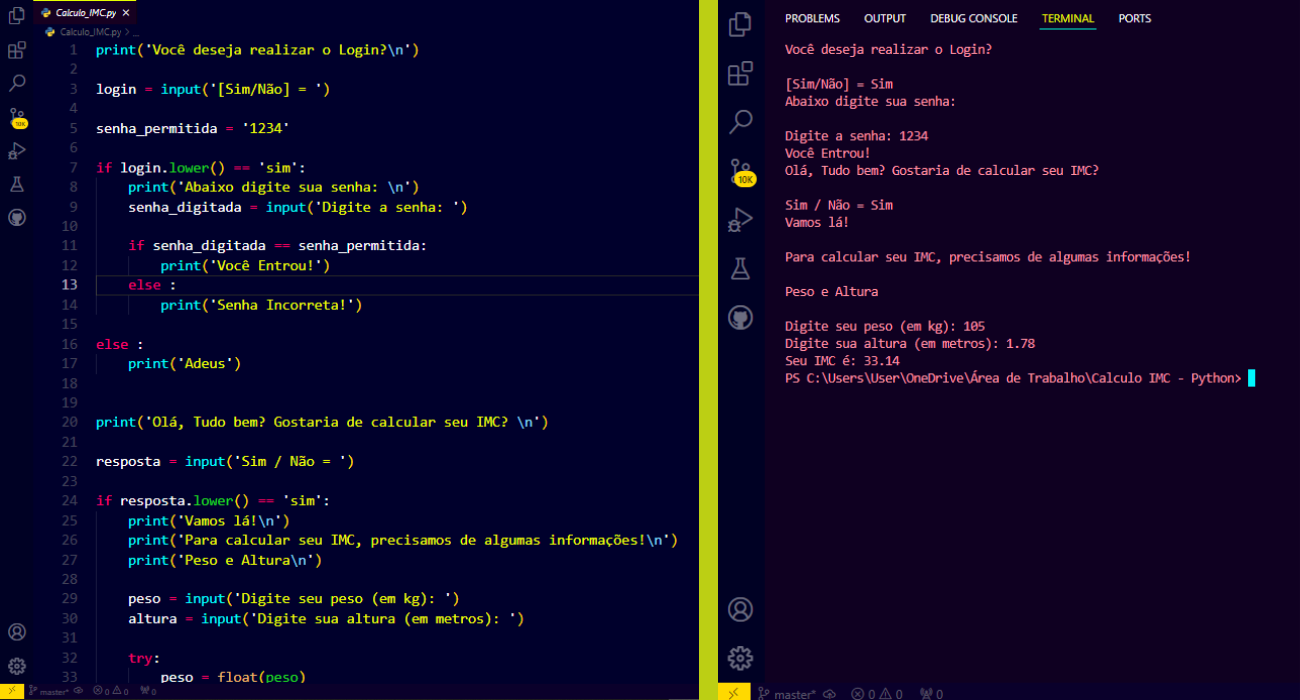 Calculo_IMC.py ×
Calculo_IMC.py > ...
1 print('Você deseja realizar o Login?\n')
2
3 login = input('[Sim/Não] = ')
4
5 senha_permitida = '1234'
6
7 if login.lower() == 'sim':
8 print('Abaixo digite sua senha: \n')
9 senha_digitada = input('Digite a senha: ')
10
11 if senha_digitada == senha_permitida:
12 print('Você Entrou!')
13 else :
14 print('Senha Incorreta!')
15
16 else :
17 print('Adeus')
18
19
20 print('Olá, Tudo bem? Gostaria de calcular seu IMC? \n')
21
22 resposta = input('Sim / Não = ')
23
24 if resposta.lower() == 'sim':
25 print('Vamos lá!\n')
26 print('Para calcular seu IMC, precisamos de algumas informações!\n')
27 print('Peso e Altura\n')
28
29 peso = input('Digite seu peso (em kg): ')
30 altura = input('Digite sua altura (em metros): ')
31
32 try:
33 peso = float(peso)
10K
master* 0 0 0
PROBLEMS OUTPUT DEBUG CONSOLE TERMINAL PORTS
Você deseja realizar o Login?
[Sim/Não] = Sim
Abaixo digite sua senha:
Digite a senha: 1234
Você Entrou!
Olá, Tudo bem? Gostaria de calcular seu IMC?
Sim / Não = Sim
Vamos lá!
Para calcular seu IMC, precisamos de algumas informações!
Peso e Altura
Digite seu peso (em kg): 105
Digite sua altura (em metros): 1.78
Seu IMC é: 33.14
PS C:\Users\User\OneDrive\Área de Trabalho\Calculo IMC - Python>
10K
master* 0 0 0